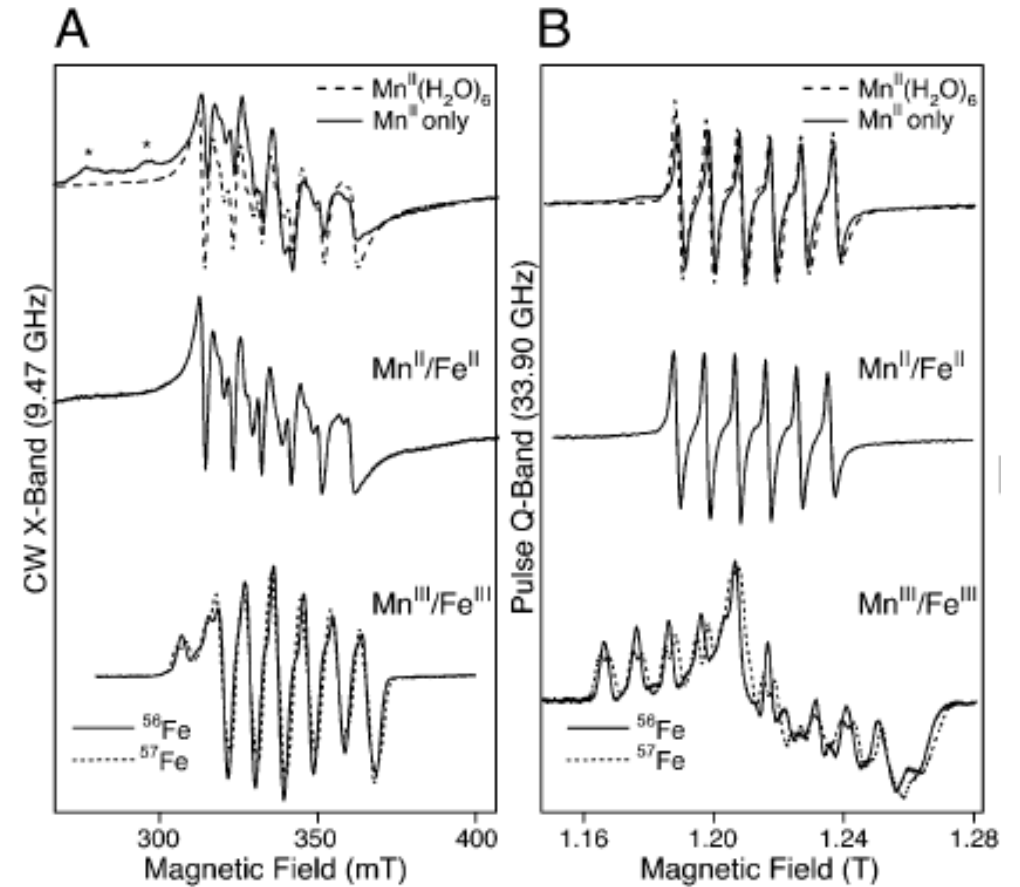 A
B
Mn^II(H₂O)₆
Mn^II only
Mn^II(H₂O)₆
Mn^II only
*
*
Mn^II/Fe^II
Mn^II/Fe^II
Mn^III/Fe^III
Mn^III/Fe^III
⁵⁶Fe
⁵⁷Fe
⁵⁶Fe
⁵⁷Fe
CW X-Band (9.47 GHz)
Pulse Q-Band (33.90 GHz)
300
350
400
1.16
1.20
1.24
1.28
Magnetic Field (mT)
Magnetic Field (T)